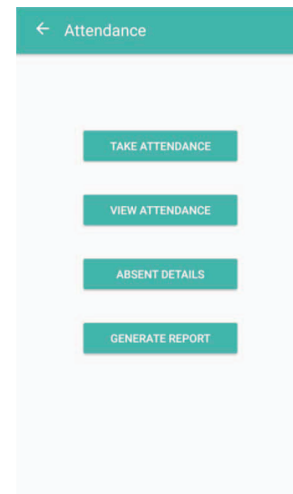 Attendance
TAKE ATTENDANCE
VIEW ATTENDANCE
ABSENT DETAILS
GENERATE REPORT